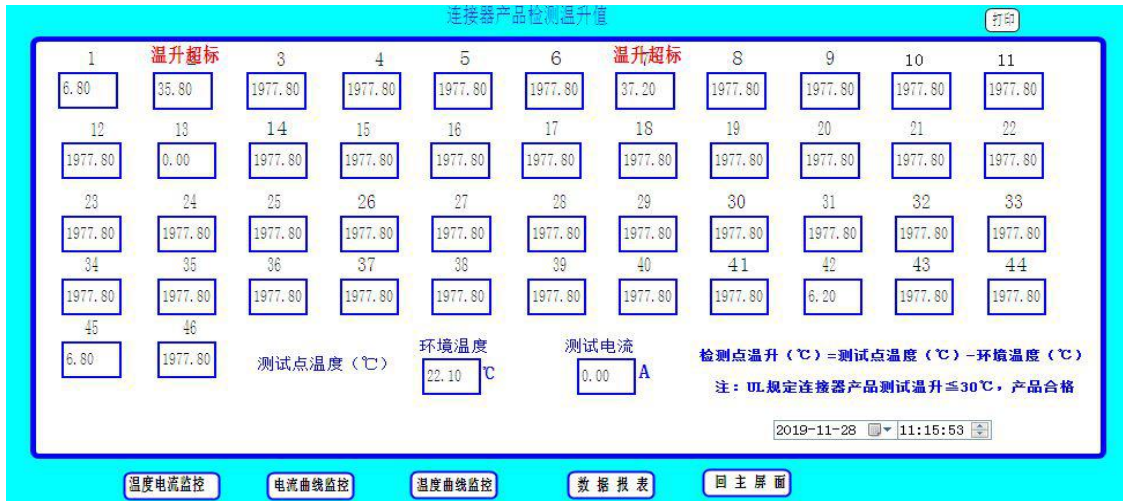 连接器产品检测温升值
打印
1 温升超标 3 4 5 6 温升超标 8 9 10 11
6.80 35.80 1977.80 1977.80 1977.80 1977.80 37.20 1977.80 1977.80 1977.80 1977.80
12 13 14 15 16 17 18 19 20 21 22
1977.80 0.00 1977.80 1977.80 1977.80 1977.80 1977.80 1977.80 1977.80 1977.80 1977.80
23 24 25 26 27 28 29 30 31 32 33
1977.80 1977.80 1977.80 1977.80 1977.80 1977.80 1977.80 1977.80 1977.80 1977.80 1977.80
34 35 36 37 38 39 40 41 42 43 44
1977.80 1977.80 1977.80 1977.80 1977.80 1977.80 1977.80 1977.80 6.20 1977.80 1977.80
45 46
6.80 1977.80
测试点温度（℃）
环境温度
22.10 ℃
测试电流
0.00 A
检测点温升（℃）=测试点温度（℃）-环境温度（℃）
注：UL规定连接器产品测试温升≦30℃，产品合格
2019-11-28 11:15:53
温度电流监控 电流曲线监控 温度曲线监控 数据报表 回主屏面